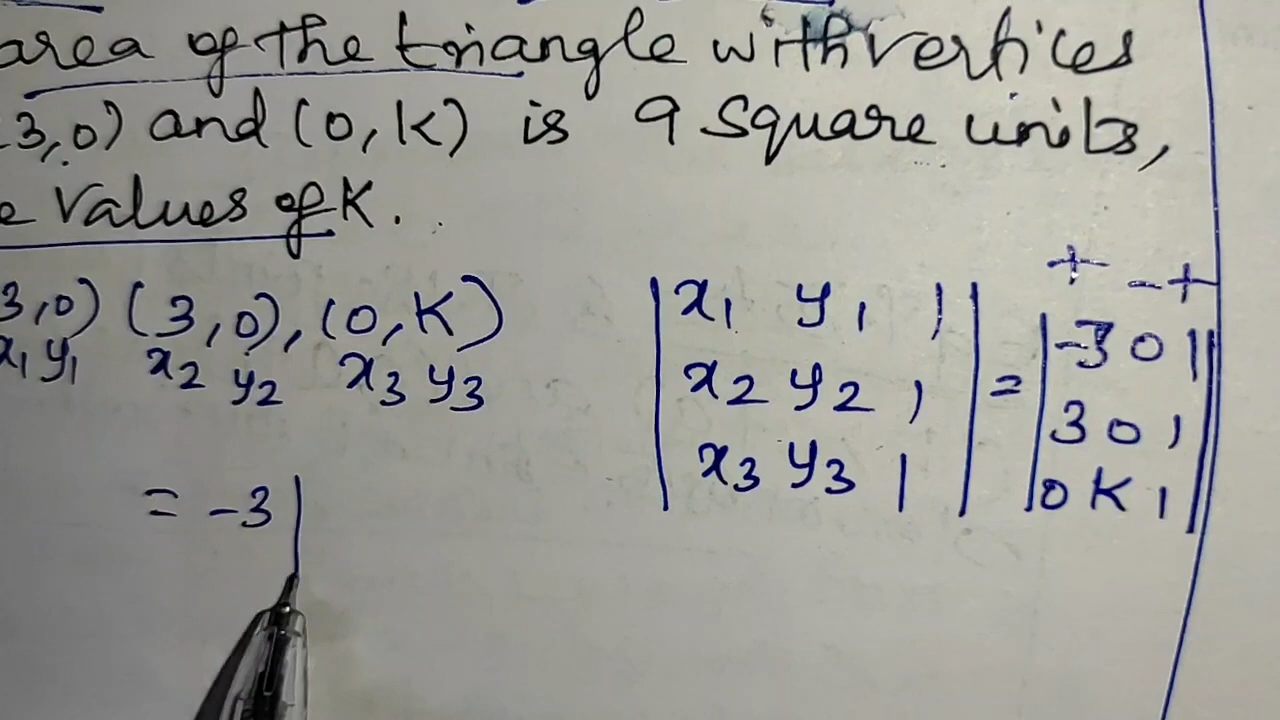 area of the triangle with vertices
3,0) and (0,K) is 9 square units,
e values of K.
+ - +
3,0) (3,0), (0,K)
x1 y1 x2 y2 x3 y3
| x1 y1 1 | = | -3 0 1 |
| x2 y2 1 | | 3 0 1 |
| x3 y3 1 | | 0 K 1 |
= -3 |